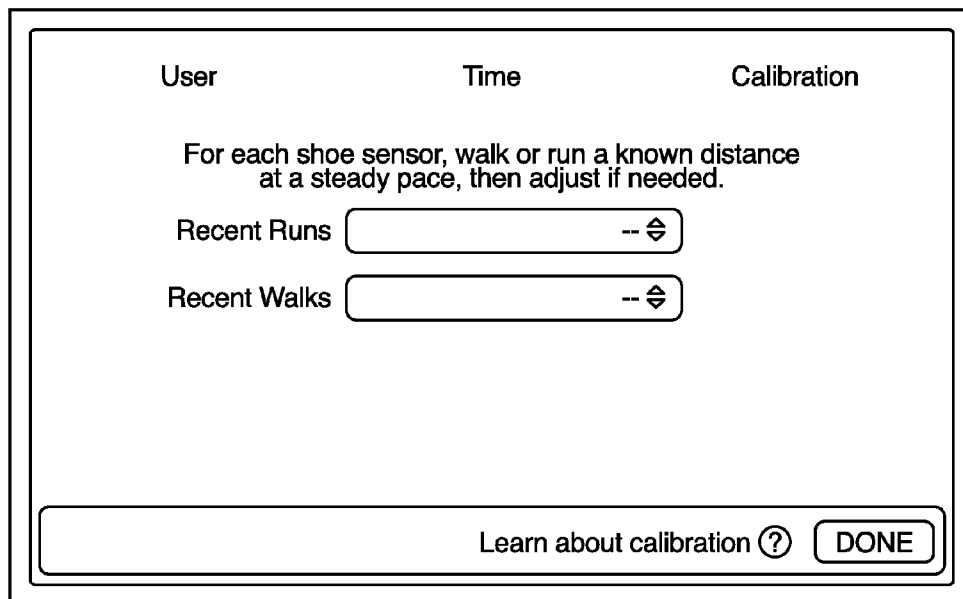 User Time Calibration
For each shoe sensor, walk or run a known distance
at a steady pace, then adjust if needed.
Recent Runs --
Recent Walks --
Learn about calibration ? DONE